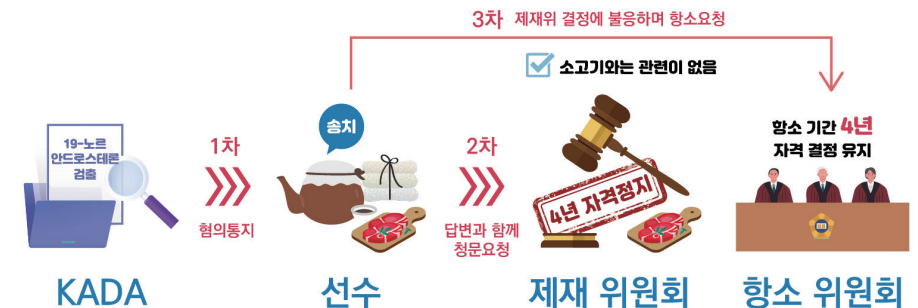 3차 제재위 결정에 불응하며 항소요청
소고기와는 관련이 없음
19-노르
안드로스테론
검출
1차
혐의통지
송치
2차
답변과 함께
청문요청
4년 자격정지
항소 기간 4년
자격 결정 유지
KADA
선수
제재 위원회
항소 위원회